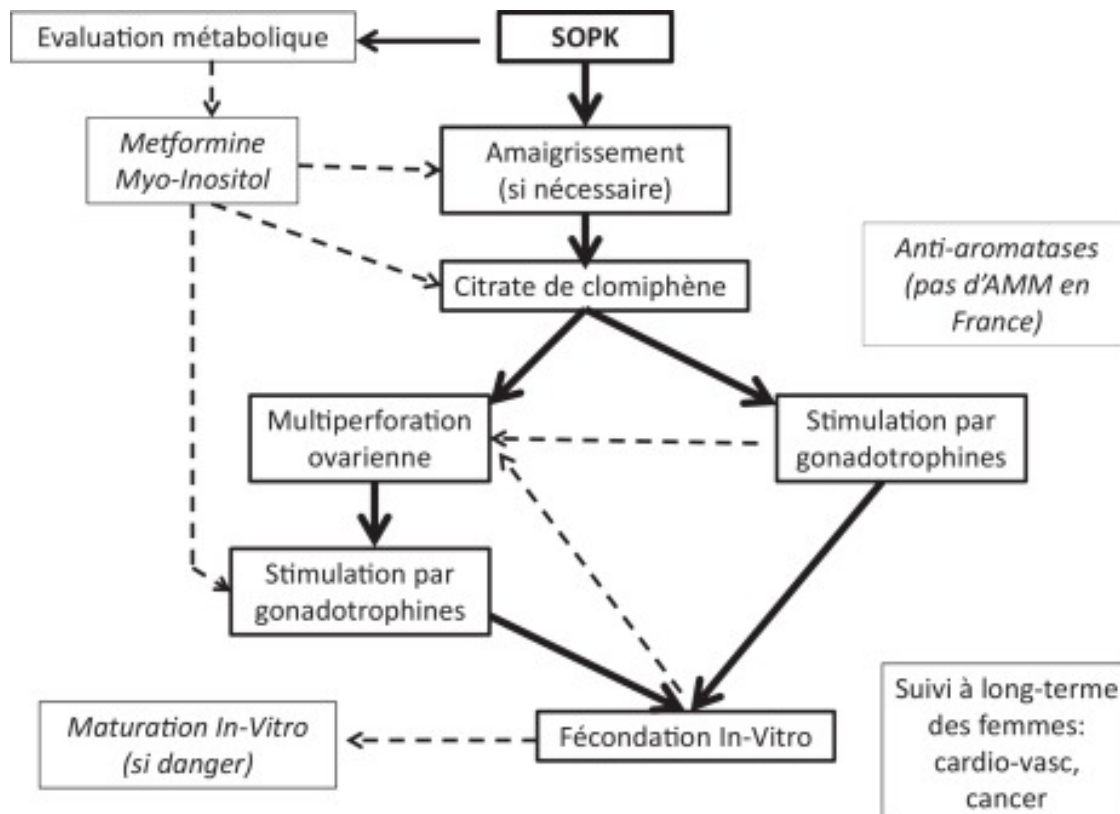 Evaluation métabolique
SOPK
Metformine
Myo-Inositol
Amaigrissement
(si nécessaire)
Citrate de clomiphène
Anti-aromatases
(pas d'AMM en
France)
Multiperforation
ovarienne
Stimulation par
gonadotrophines
Stimulation par
gonadotrophines
Maturation In-Vitro
(si danger)
Fécondation In-Vitro
Suivi à long-terme
des femmes:
cardio-vasc,
cancer